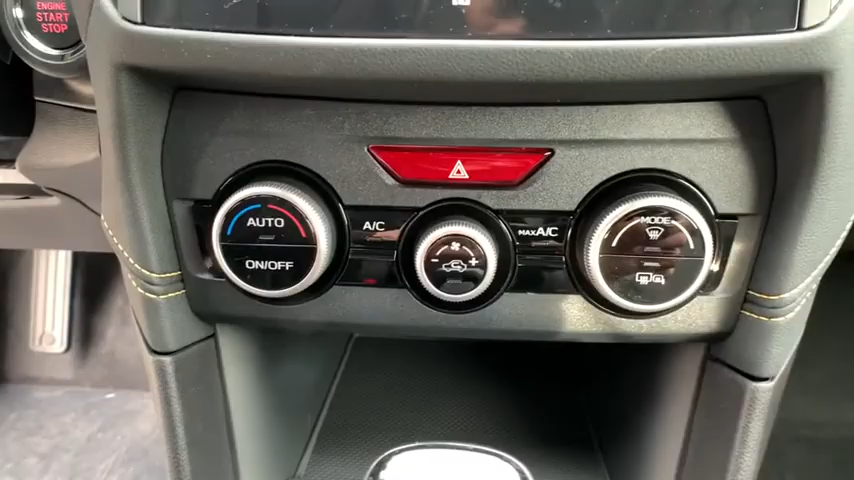 ENGINE
START
STOP
AUTO
ON/OFF
A/C
- +
MAX A/C
MODE